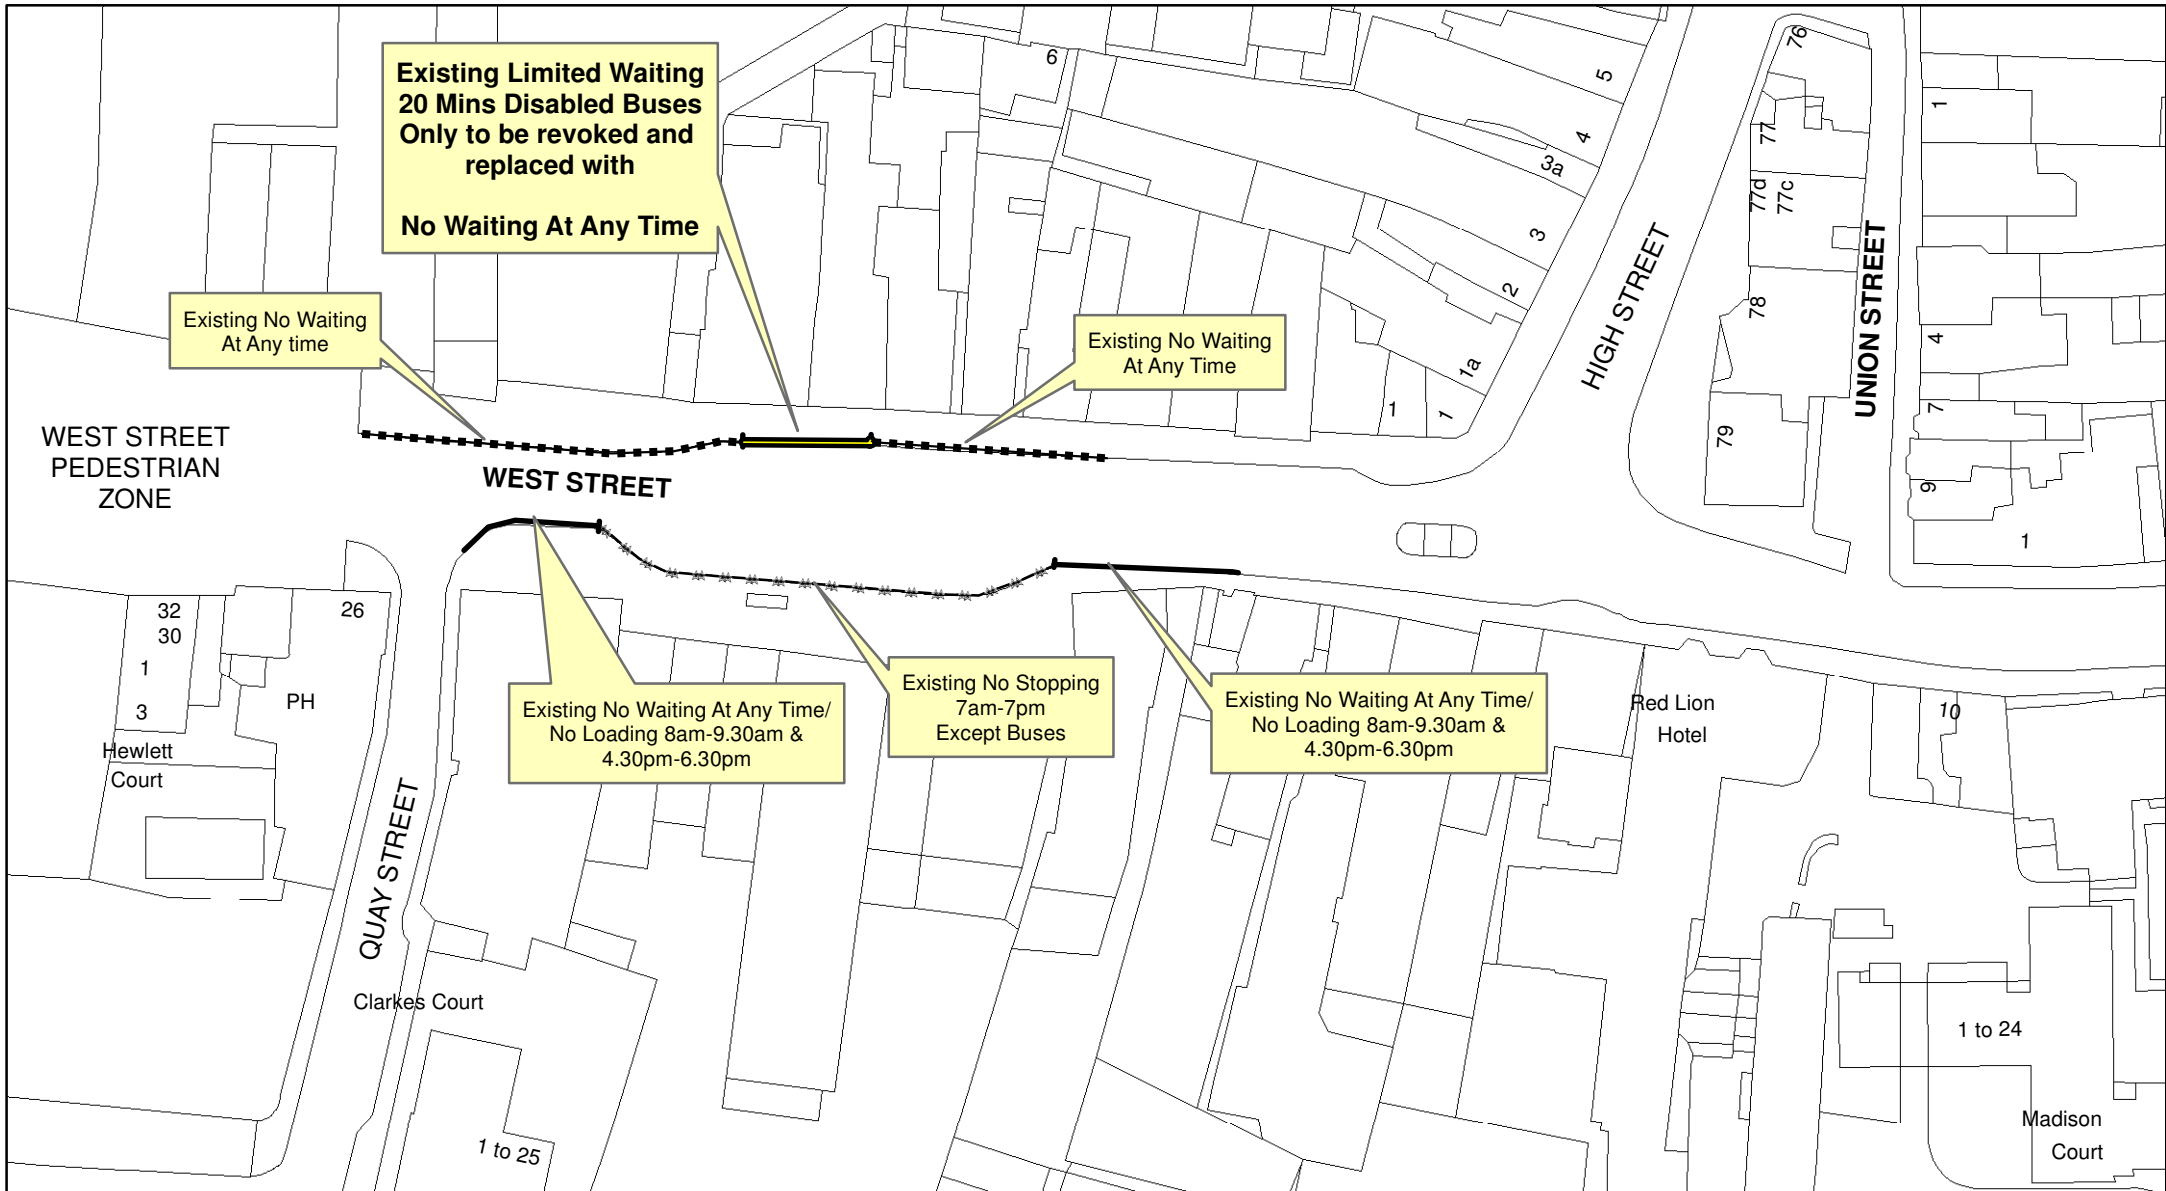 Existing Limited Waiting
20 Mins Disabled Buses
Only to be revoked and
replaced with
No Waiting At Any Time
Existing No Waiting
At Any time
Existing No Waiting
At Any Time
WEST STREET
PEDESTRIAN
ZONE
WEST STREET
HIGH STREET
UNION STREET
6
5
4
3a
3
2
1a
1
1
76
77
77d
77c
78
79
1
4
7
9
1
32
30
1
3
26
PH
Hewlett
Court
QUAY STREET
Existing No Waiting At Any Time/
No Loading 8am-9.30am &
4.30pm-6.30pm
Existing No Stopping
7am-7pm
Except Buses
Existing No Waiting At Any Time/
No Loading 8am-9.30am &
4.30pm-6.30pm
Red Lion
Hotel
10
Clarkes Court
1 to 25
1 to 24
Madison
Court